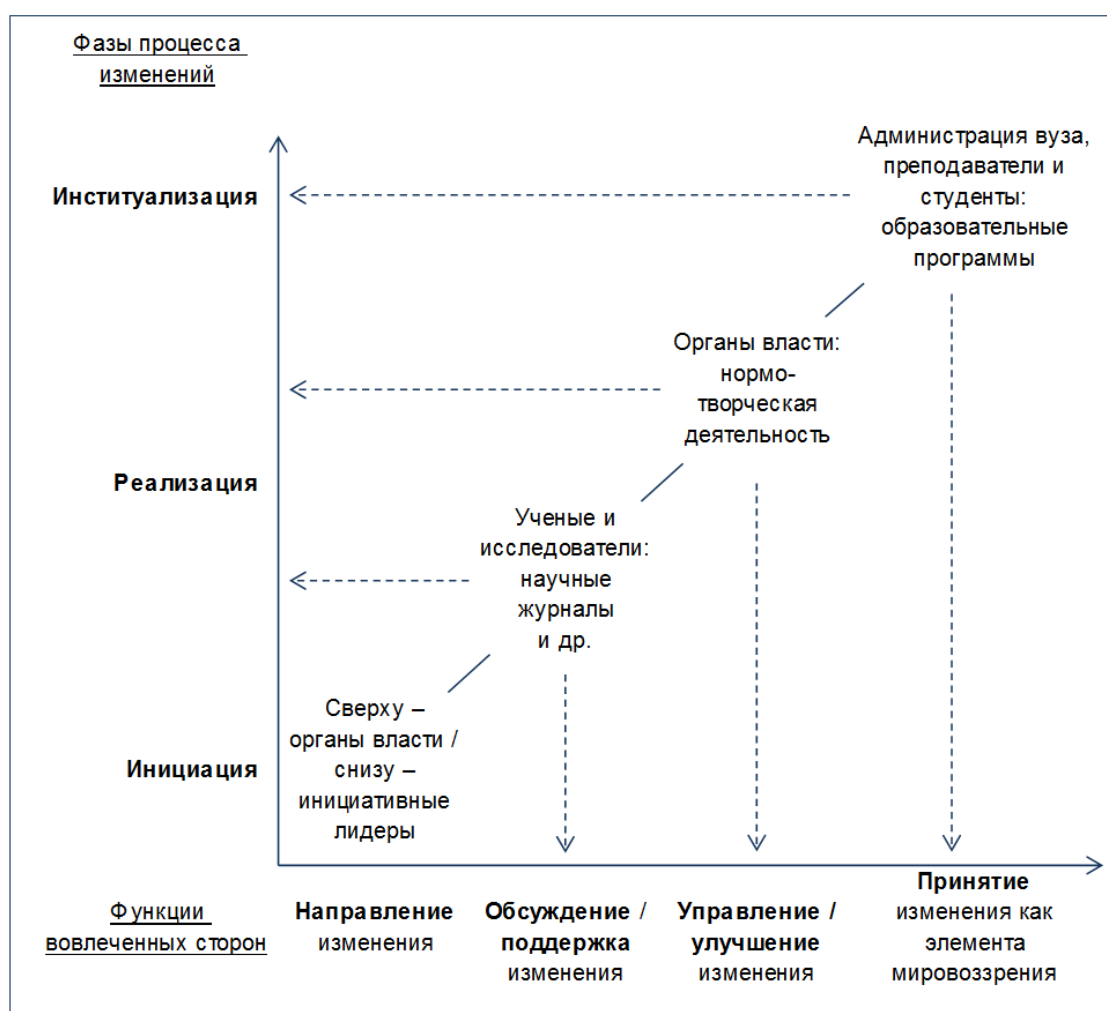 Фазы процесса
изменений
Администрация вуза,
преподаватели и
студенты:
образовательные
программы
Институализация
Органы власти:
нормо-
творческая
деятельность
Реализация
Ученые и
исследователи:
научные
журналы
и др.
Сверху –
органы власти /
снизу –
инициативные
лидеры
Инициация
Функции
вовлеченных сторон
Направление
изменения
Обсуждение /
поддержка
изменения
Управление /
улучшение
изменения
Принятие
изменения как
элемента
мировоззрения